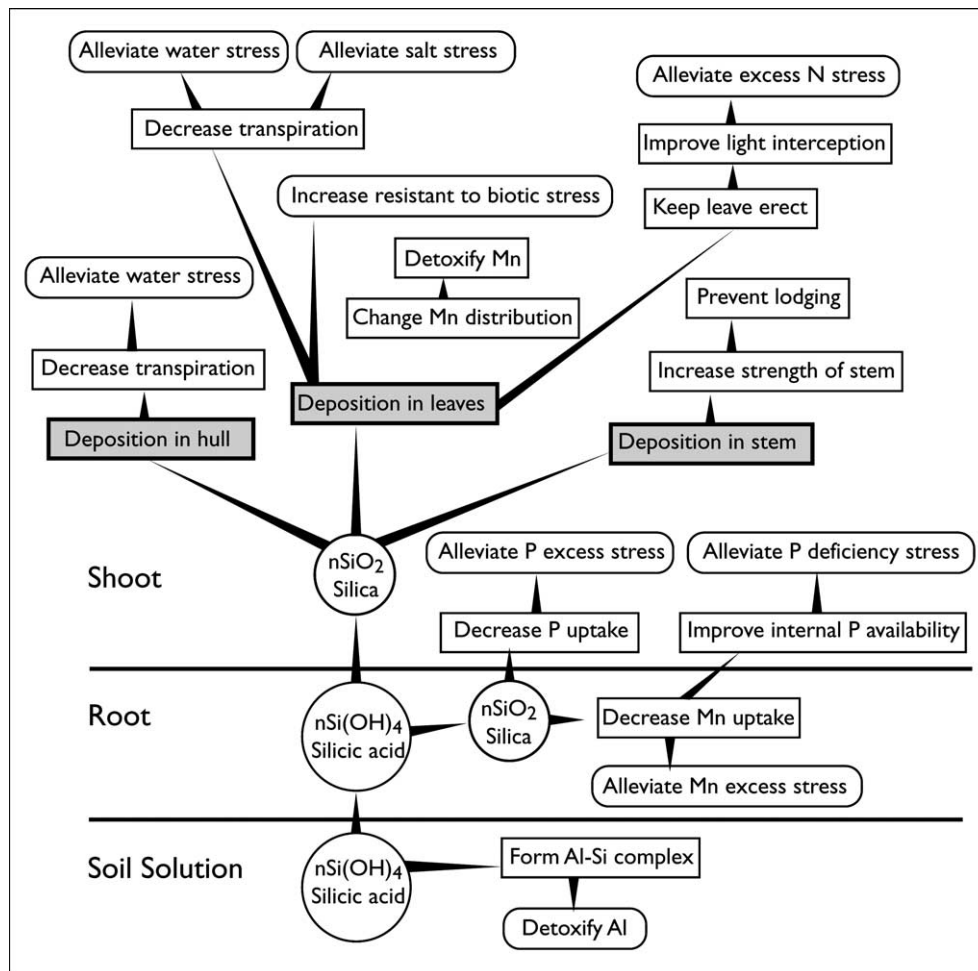 Alleviate water stress
Alleviate salt stress
Alleviate excess N stress
Decrease transpiration
Improve light interception
Increase resistant to biotic stress
Keep leave erect
Detoxify Mn
Alleviate water stress
Prevent lodging
Change Mn distribution
Decrease transpiration
Increase strength of stem
Deposition in leaves
Deposition in hull
Deposition in stem
nSiO2
Silica
Alleviate P excess stress
Alleviate P deficiency stress
Shoot
Decrease P uptake
Improve internal P availability
Root
nSi(OH)4
Silicic acid
nSiO2
Silica
Decrease Mn uptake
Alleviate Mn excess stress
Soil Solution
nSi(OH)4
Silicic acid
Form Al-Si complex
Detoxify Al